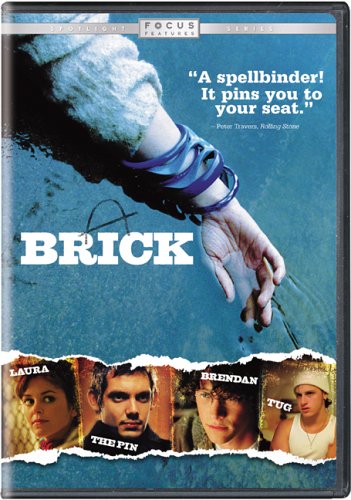 SPOTLIGHT FOCUS FEATURES SERIES
“A spellbinder!
It pins you to
your seat.”
– Peter Travers, Rolling Stone
A
BRICK
LAURA
THE PIN
BRENDAN
TUG